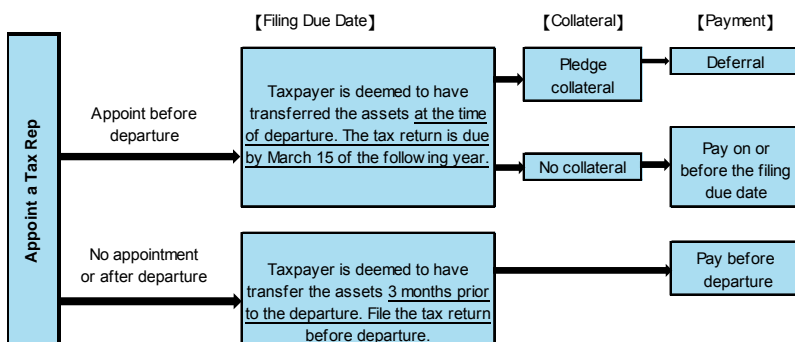 【Filing Due Date】
【Collateral】
【Payment】
Appoint a Tax Rep
Appoint before
departure
Taxpayer is deemed to have
transferred the assets at the time
of departure. The tax return is due
by March 15 of the following year.
Pledge
collateral
Deferral
No collateral
Pay on or
before the filing
due date
No appointment
or after departure
Taxpayer is deemed to have
transfer the assets 3 months prior
to the departure. File the tax return
before departure.
Pay before
departure